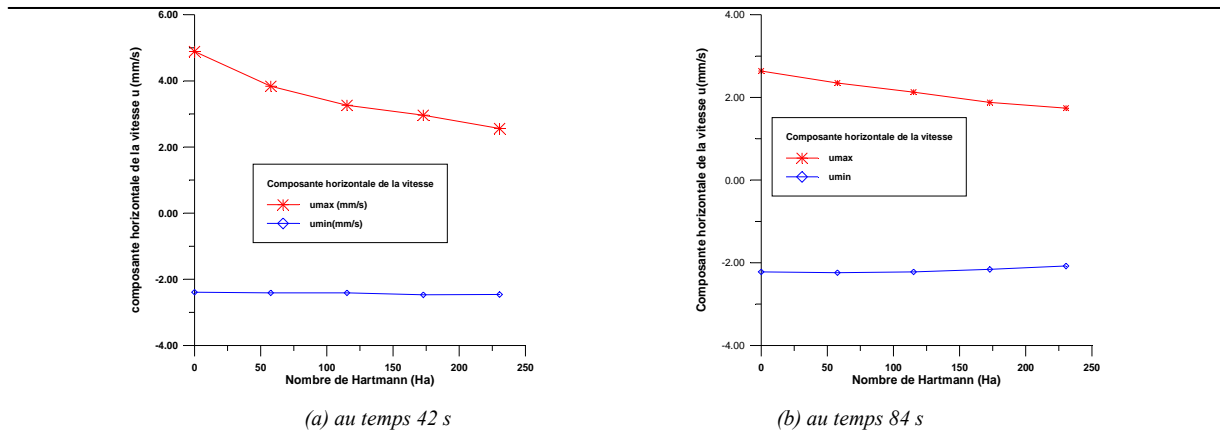 6.00
4.00
2.00
0.00
-2.00
-4.00
composante horizontale de la vitesse u (mm/s)
Composante horizontale de la vitesse
umax (mm/s)
umin(mm/s)
0 50 100 150 200 250
Nombre de Hartmann (Ha)
(a) au temps 42 s
4.00
2.00
0.00
-2.00
-4.00
Composante horizontale de la vitesse u(mm/s)
Composante horizontale de la vitesse
umax
umin
0 50 100 150 200 250
Nombre de Hartmann (Ha)
(b) au temps 84 s